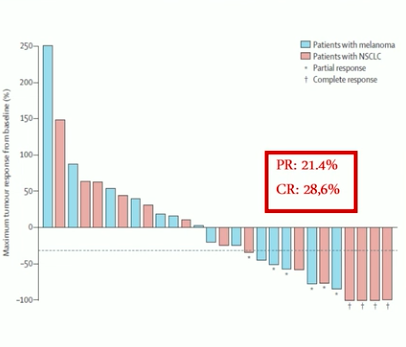 Patients with melanoma
Patients with NSCLC
* Partial response
† Complete response
Maximum tumour response from baseline (%)
250
200
150
100
50
0
−50
−100
PR: 21.4%
CR: 28,6%
* * * * * *
† † † †